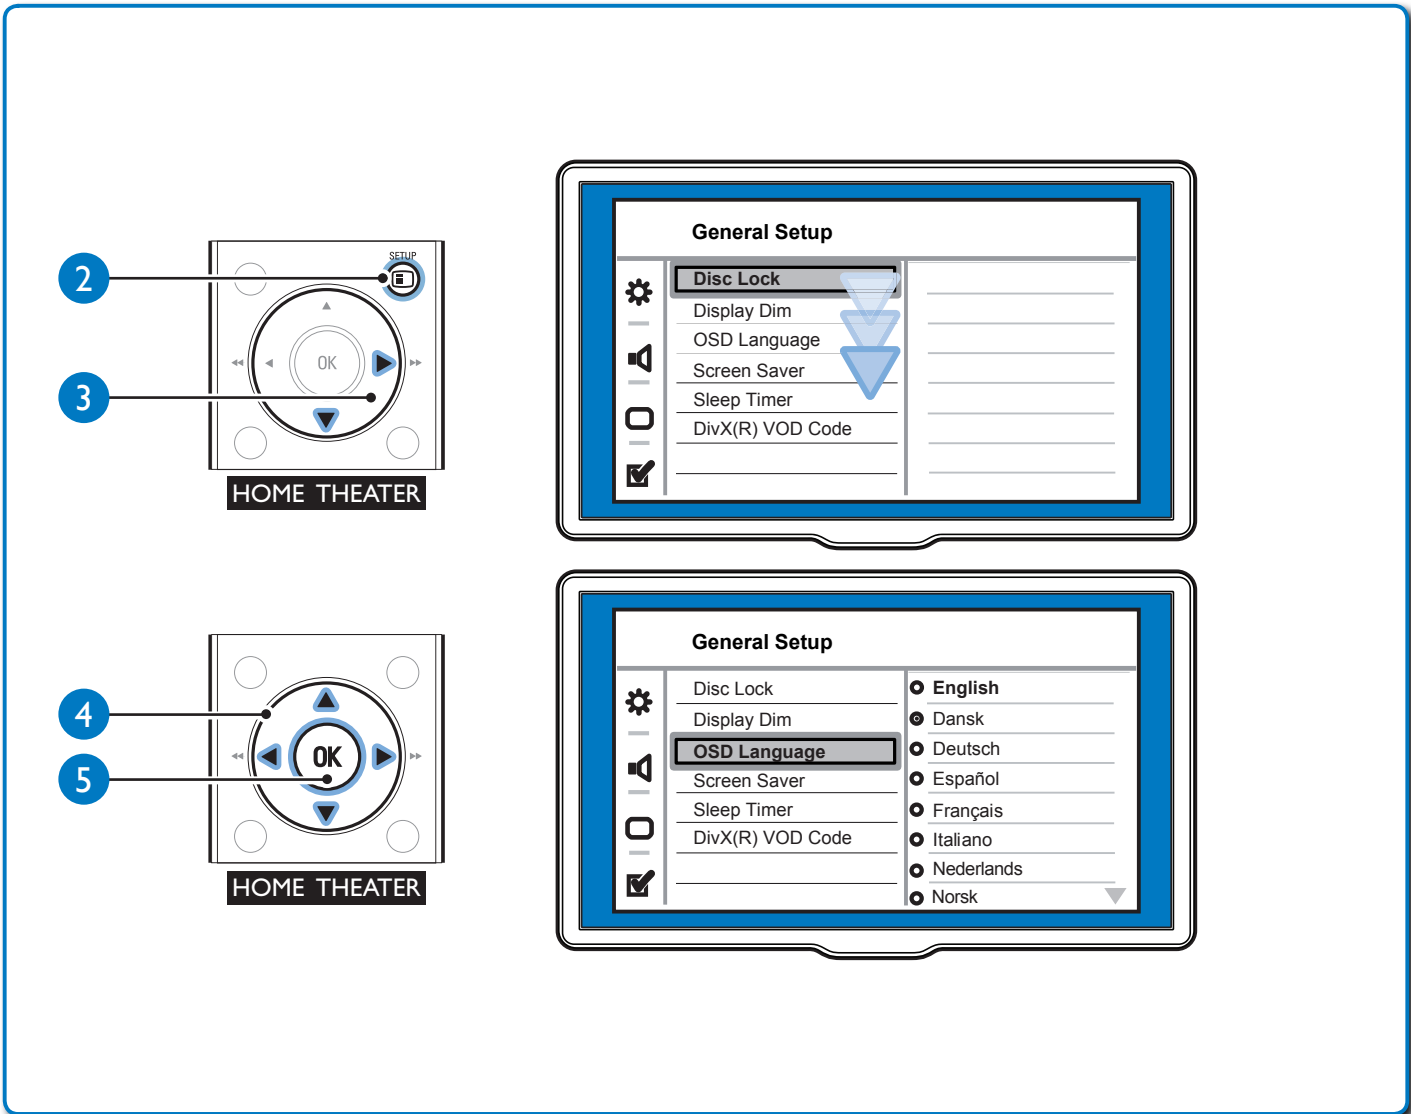 2
SETUP
OK
3
HOME THEATER
General Setup
Disc Lock
Display Dim
OSD Language
Screen Saver
Sleep Timer
DivX(R) VOD Code
4
OK
5
HOME THEATER
General Setup
Disc Lock
Display Dim
OSD Language
Screen Saver
Sleep Timer
DivX(R) VOD Code
English
Dansk
Deutsch
Español
Français
Italiano
Nederlands
Norsk